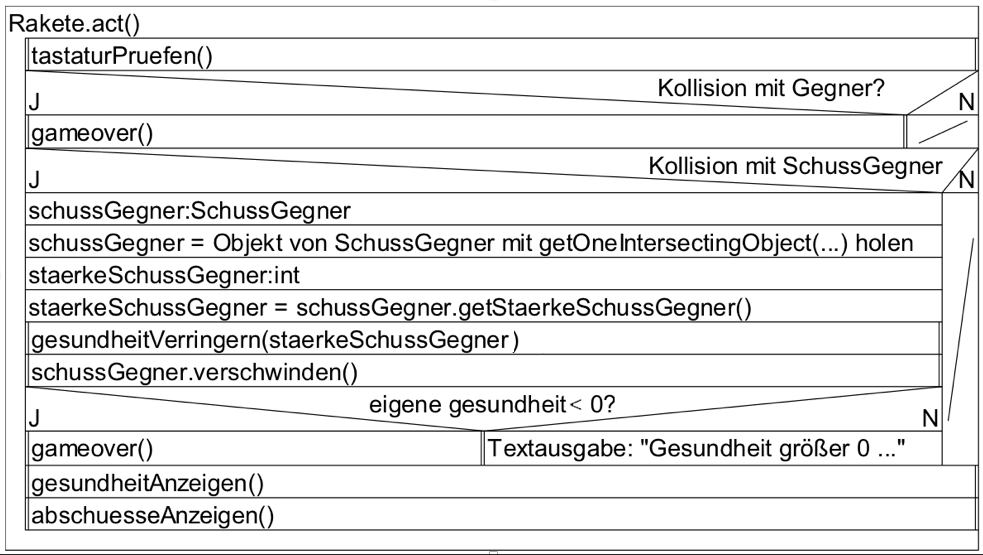 Rakete.act()
tastaturPruefen()
Kollision mit Gegner?
J
N
gameover()
Kollision mit SchussGegner
J
N
schussGegner:SchussGegner
schussGegner = Objekt von SchussGegner mit getOneIntersectingObject(...) holen
staerkeSchussGegner:int
staerkeSchussGegner = schussGegner.getStaerkeSchussGegner()
gesundheitVerringern(staerkeSchussGegner)
schussGegner.verschwinden()
eigene gesundheit< 0?
J
N
gameover()
Textausgabe: "Gesundheit größer 0 ..."
gesundheitAnzeigen()
abschuesseAnzeigen()